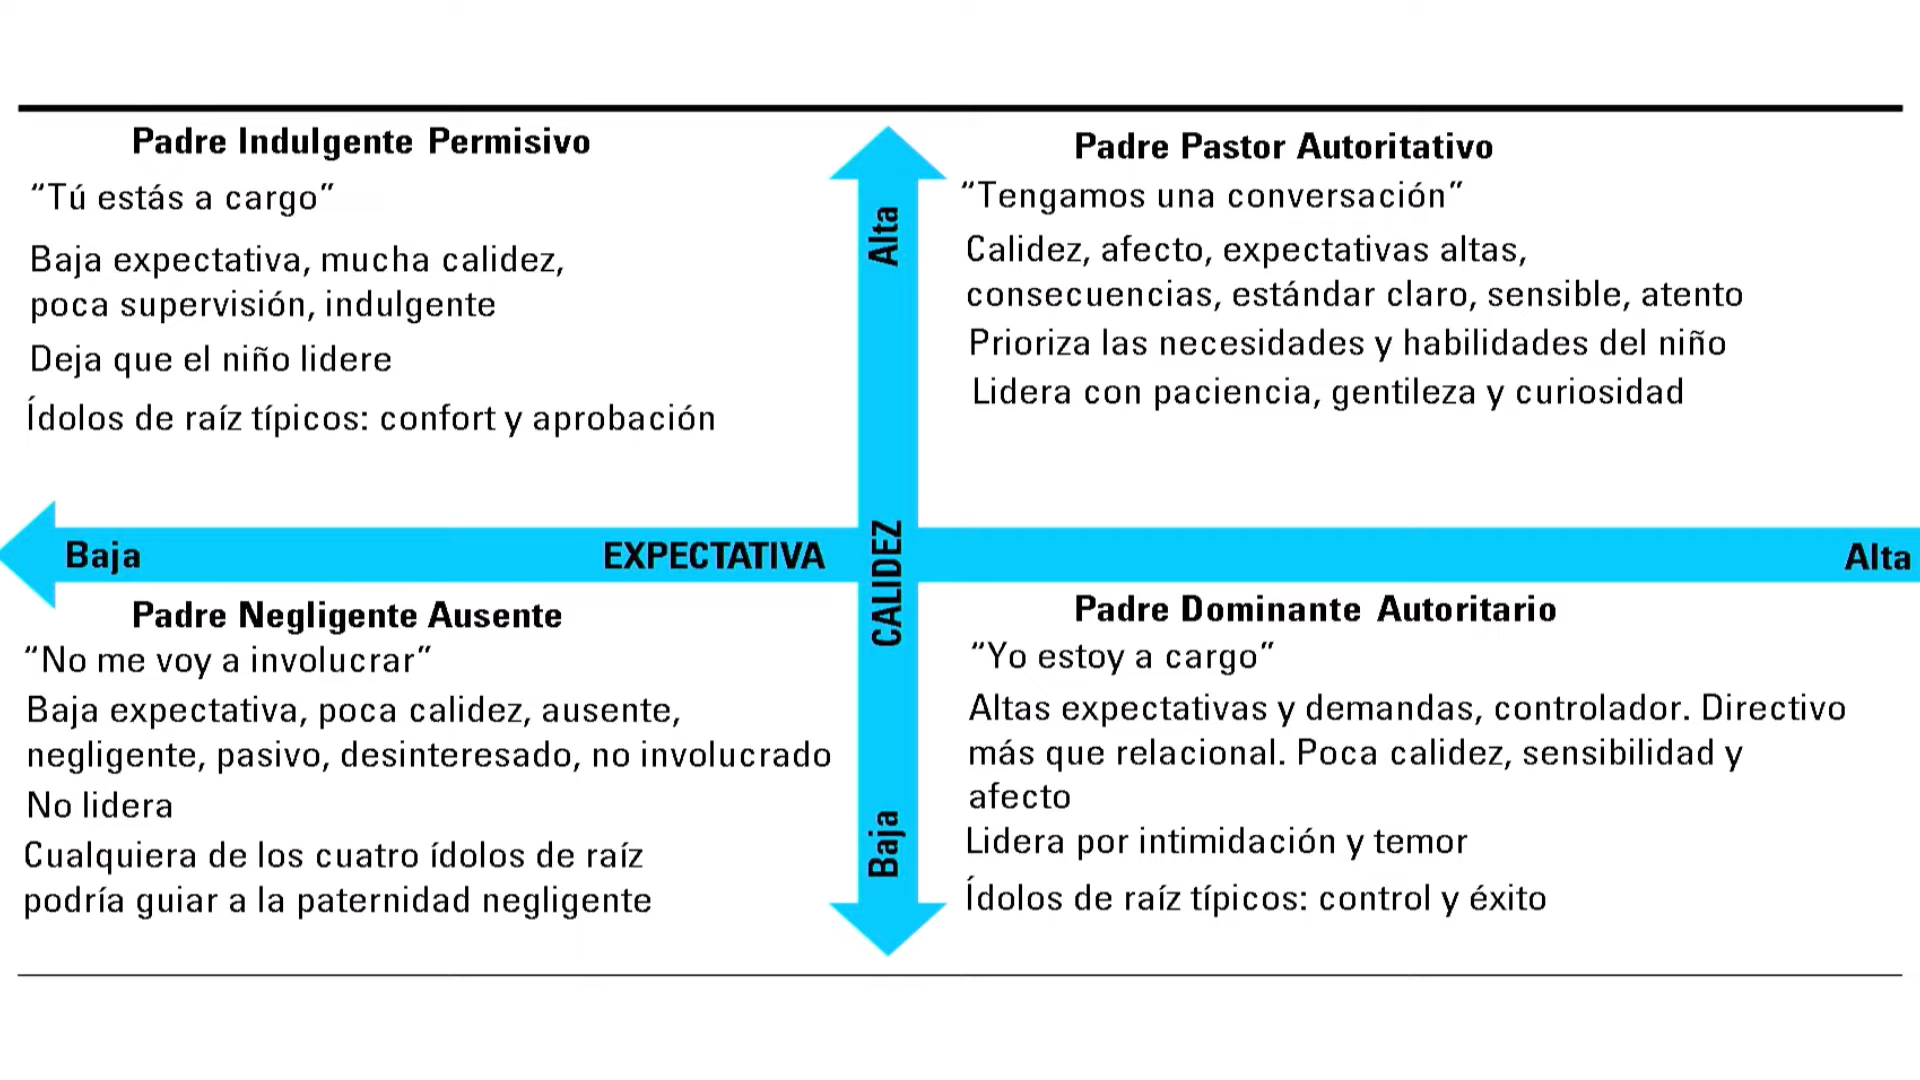 Padre Indulgente Permisivo
“Tú estás a cargo”
Baja expectativa, mucha calidez,
poca supervisión, indulgente
Deja que el niño lidere
Ídolos de raíz típicos: confort y aprobación
Padre Pastor Autoritativo
“Tengamos una conversación”
Calidez, afecto, expectativas altas,
consecuencias, estándar claro, sensible, atento
Prioriza las necesidades y habilidades del niño
Lidera con paciencia, gentileza y curiosidad
Alta
CALIDEZ
Baja
Baja
EXPECTATIVA
Alta
Padre Negligente Ausente
“No me voy a involucrar”
Baja expectativa, poca calidez, ausente,
negligente, pasivo, desinteresado, no involucrado
No lidera
Cualquiera de los cuatro ídolos de raíz
podría guiar a la paternidad negligente
Padre Dominante Autoritario
“Yo estoy a cargo”
Altas expectativas y demandas, controlador. Directivo
más que relacional. Poca calidez, sensibilidad y
afecto
Lidera por intimidación y temor
Ídolos de raíz típicos: control y éxito